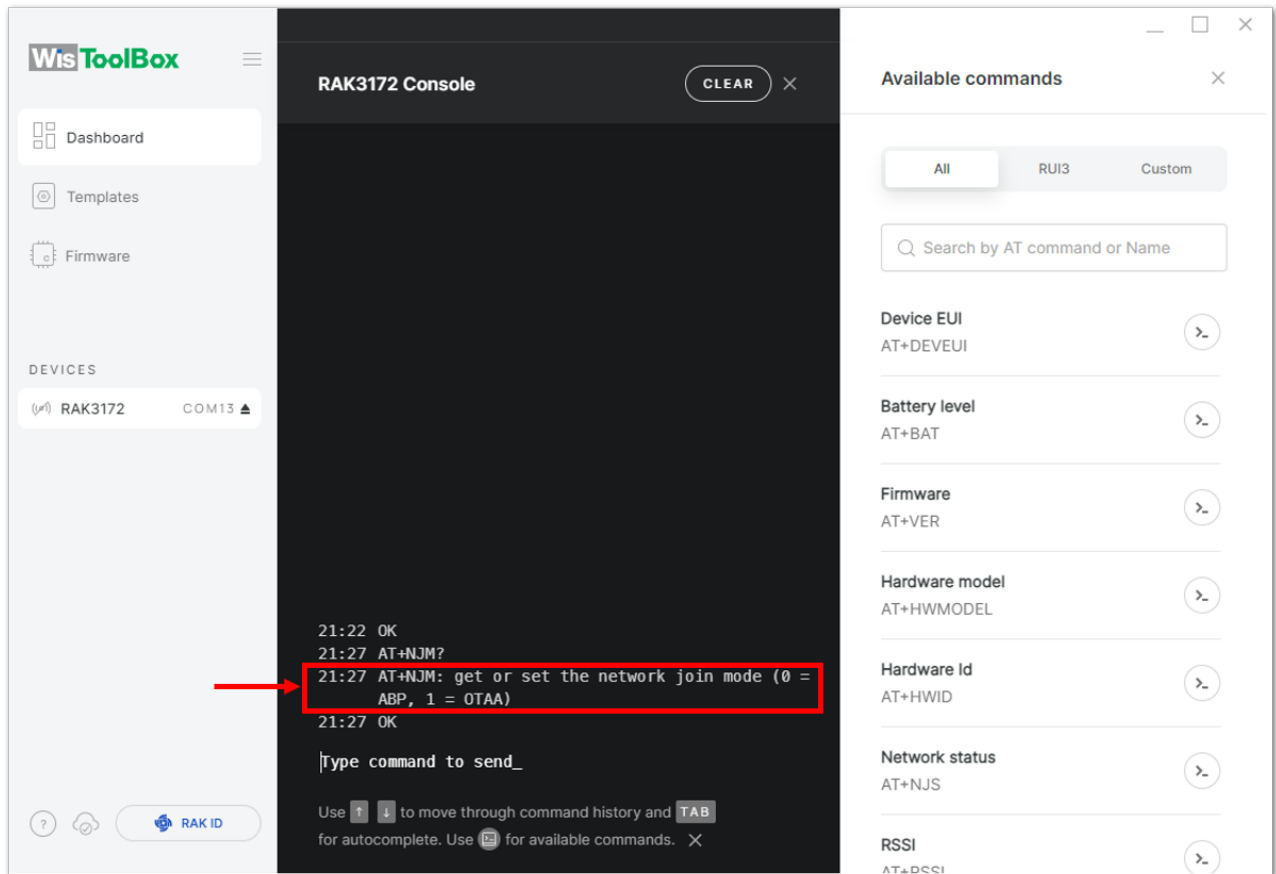 WisToolBox
Dashboard
Templates
Firmware
DEVICES
RAK3172 COM13
?
RAK ID
RAK3172 Console
CLEAR
21:22 OK
21:27 AT+NJM?
21:27 AT+NJM: get or set the network join mode (0 =
ABP, 1 = OTAA)
21:27 OK
Type command to send_
Use ↑ ↓ to move through command history and TAB
for autocomplete. Use for available commands.
Available commands
All RUI3 Custom
Search by AT command or Name
Device EUI
AT+DEVEUI
Battery level
AT+BAT
Firmware
AT+VER
Hardware model
AT+HWMODEL
Hardware Id
AT+HWID
Network status
AT+NJS
RSSI
AT+RSSI